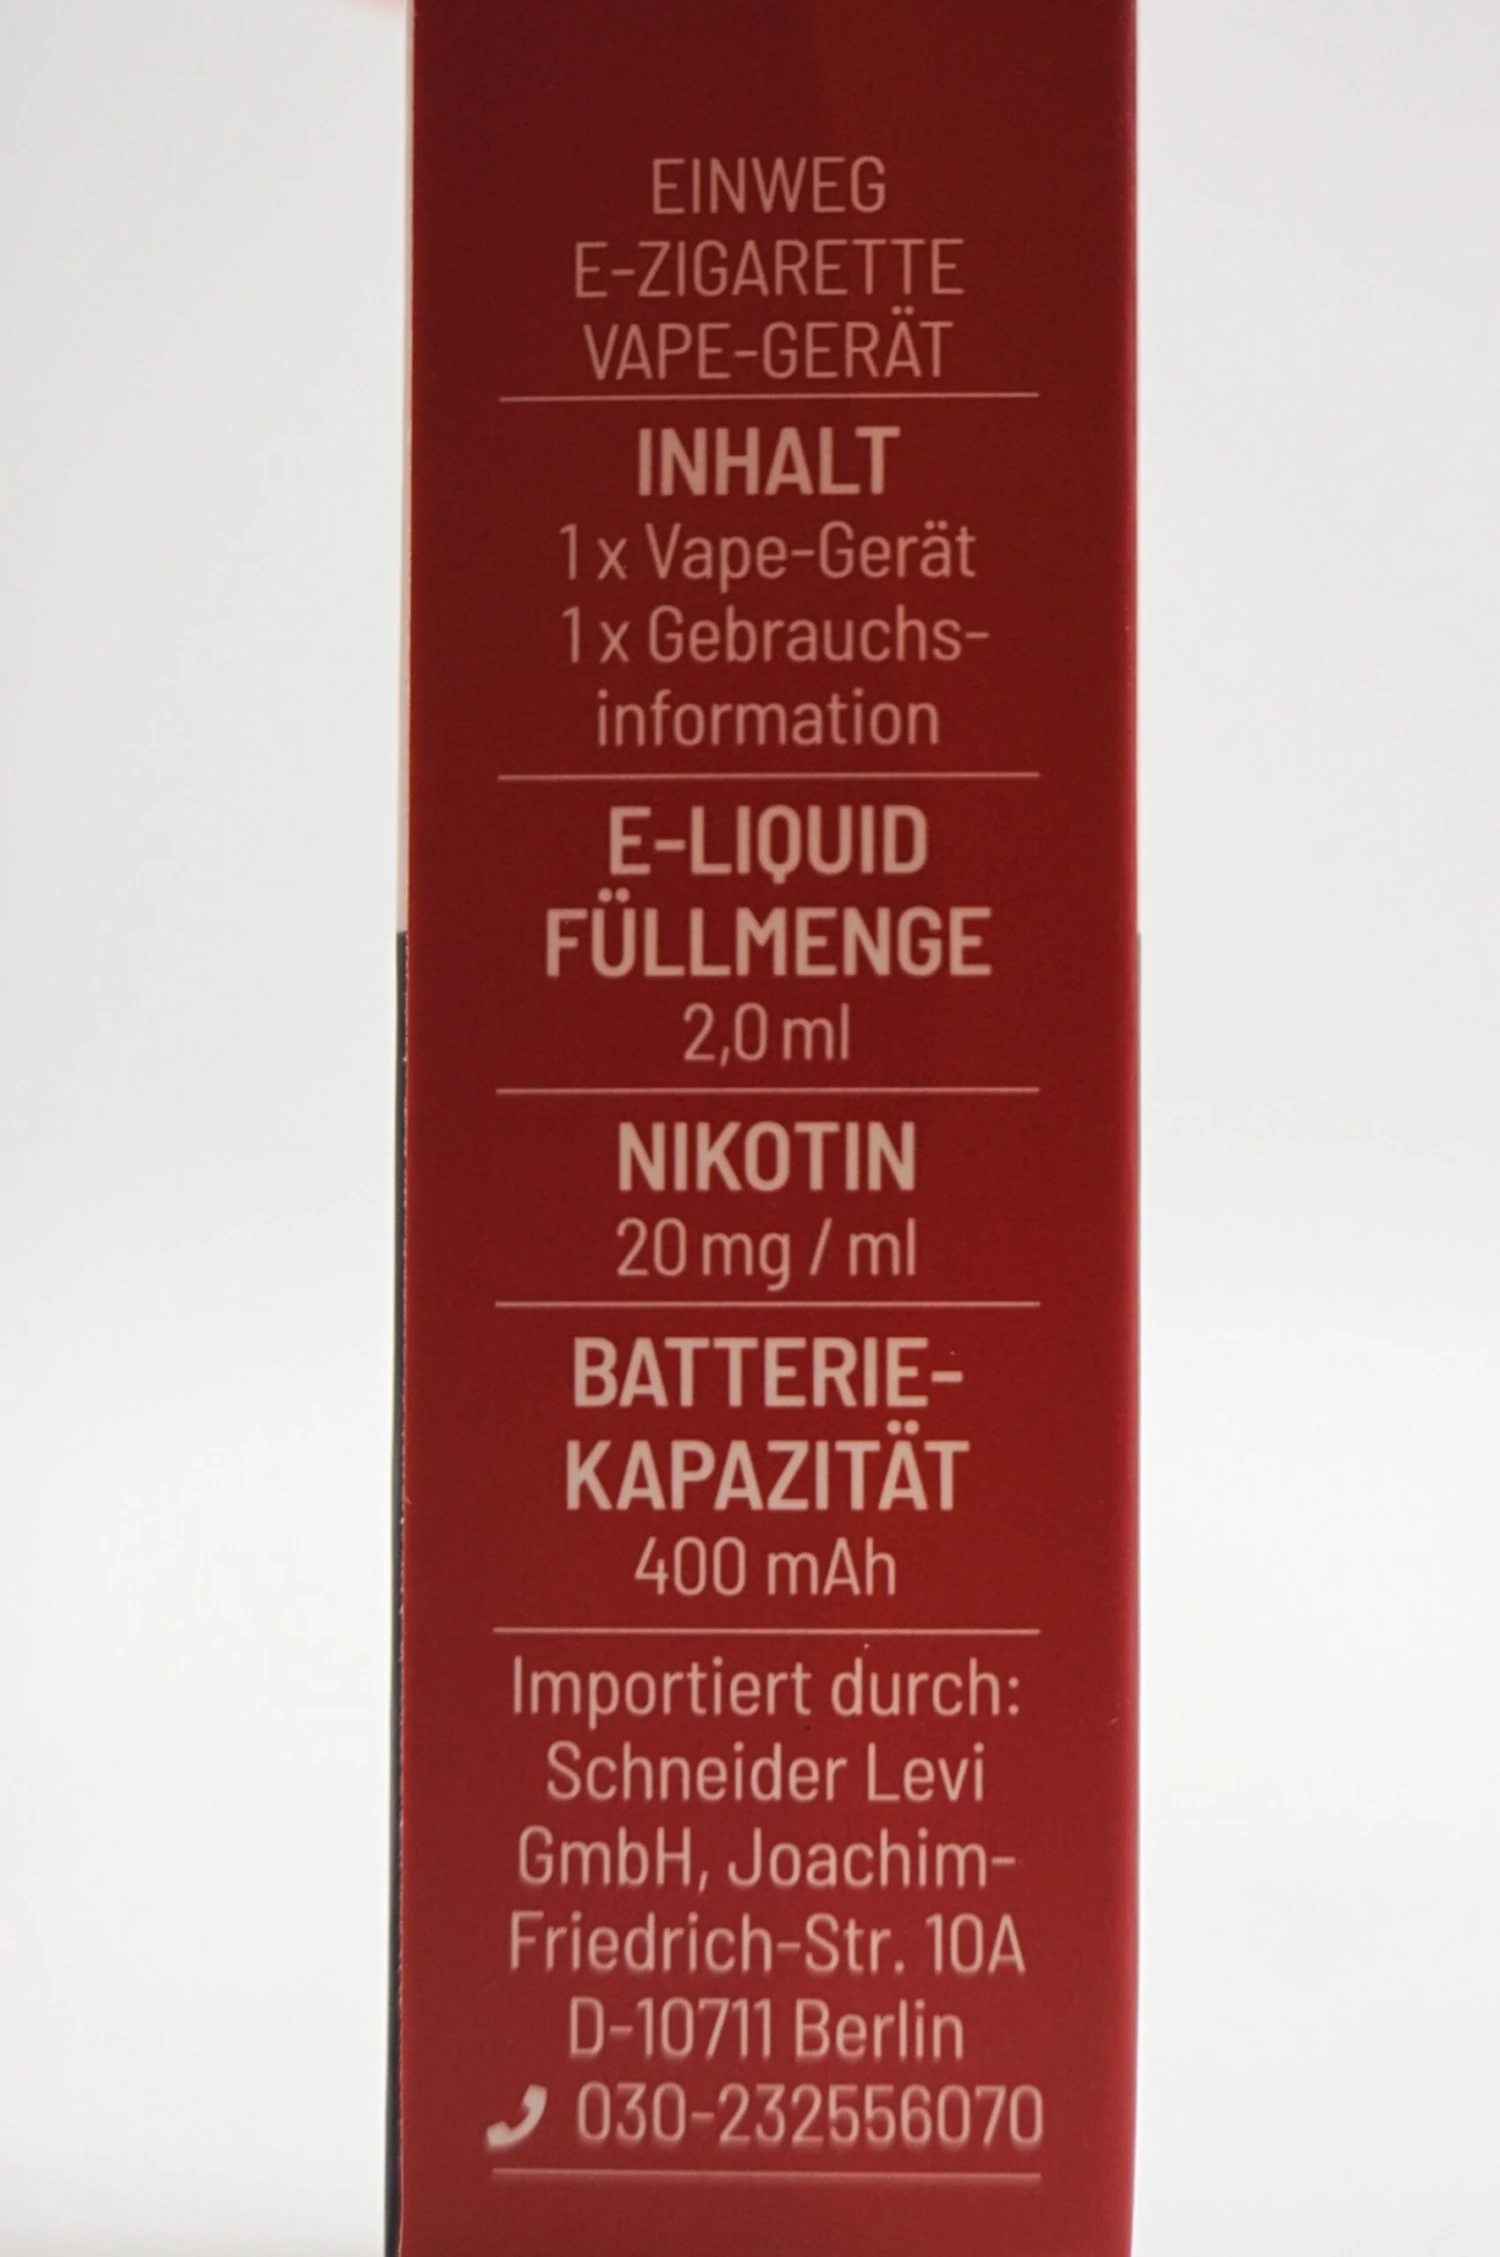 EINWEG
E-ZIGARETTE
VAPE-GERÄT
INHALT
1 x Vape-Gerät
1 x Gebrauchs-
information
E-LIQUID
FÜLLMENGE
2,0 ml
NIKOTIN
20 mg / ml
BATTERIE-
KAPAZITÄT
400 mAh
Importiert durch:
Schneider Levi
GmbH, Joachim-
Friedrich-Str. 10A
D-10711 Berlin
030-232556070